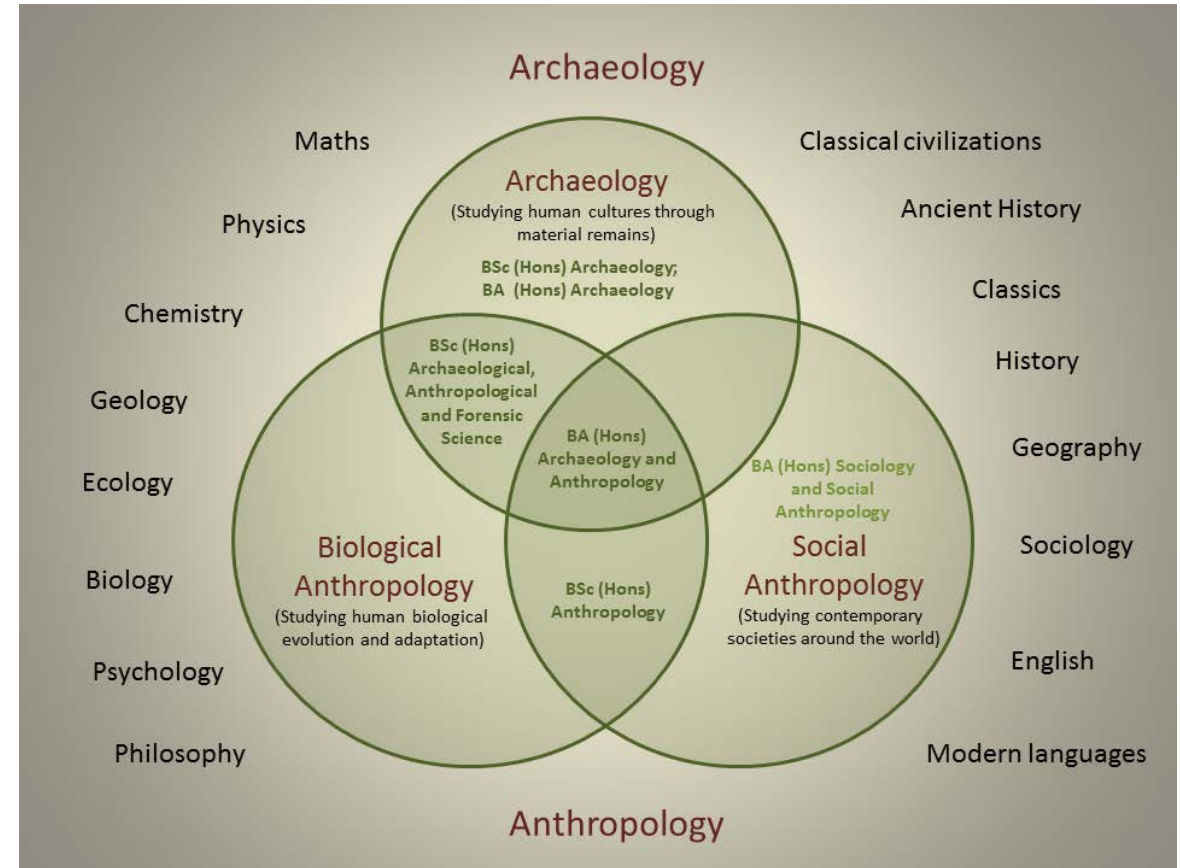 Archaeology
Maths
Classical civilizations
Archaeology
(Studying human cultures through
material remains)
Physics
Ancient History
BSc (Hons) Archaeology;
BA (Hons) Archaeology
Chemistry
Classics
BSc (Hons)
Archaeological,
Anthropological
and Forensic
Science
History
Geology
BA (Hons)
Archaeology and
Anthropology
Geography
Ecology
BA (Hons) Sociology
and Social
Anthropology
Biological
Anthropology
(Studying human biological
evolution and adaptation)
Social
Anthropology
(Studying contemporary
societies around the world)
Sociology
Biology
BSc (Hons)
Anthropology
Psychology
English
Philosophy
Modern languages
Anthropology